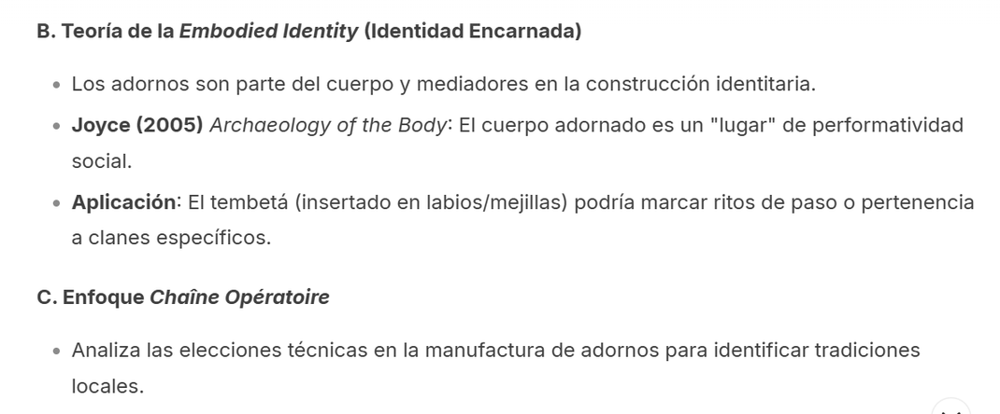 B. Teoría de la Embodied Identity (Identidad Encarnada)
Los adornos son parte del cuerpo y mediadores en la construcción identitaria.
Joyce (2005) Archaeology of the Body: El cuerpo adornado es un "lugar" de performatividad
social.
Aplicación: El tembetá (insertado en labios/mejillas) podría marcar ritos de paso o pertenencia
a clanes específicos.
C. Enfoque Chaîne Opératoire
Analiza las elecciones técnicas en la manufactura de adornos para identificar tradiciones
locales.